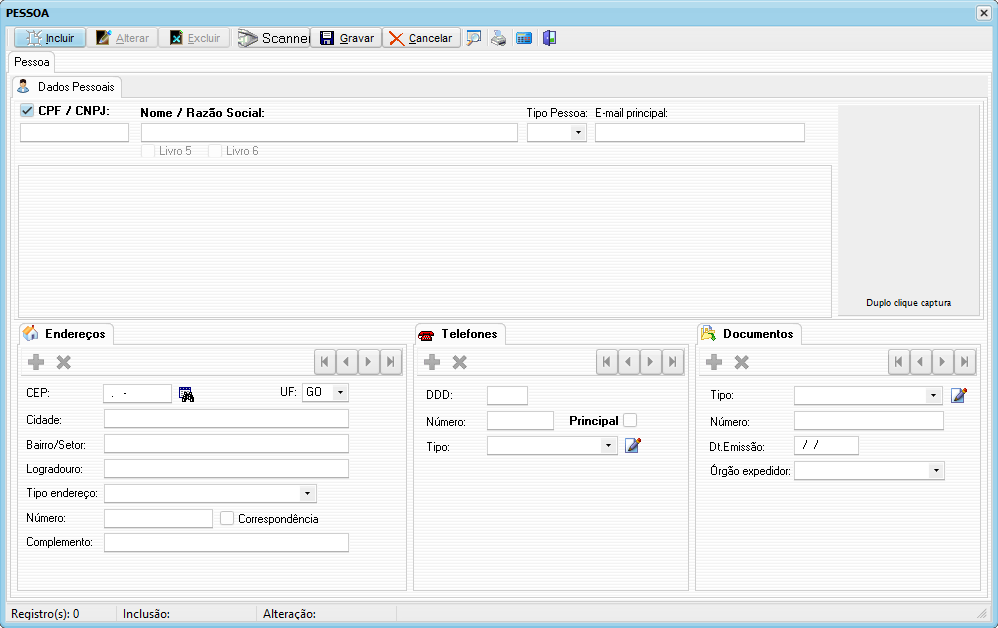 PESSOA
Incluir Alterar Excluir Scanner Gravar Cancelar
Pessoa
Dados Pessoais
CPF / CNPJ: Nome / Razão Social: Tipo Pessoa: E-mail principal:
Livro 5 Livro 6
Duplo clique captura
Endereços Telefones Documentos
CEP: . - UF: GO DDD: Tipo:
Cidade: Número: Principal Número:
Bairro/Setor: Tipo: Dt.Emissão: / /
Logradouro: Órgão expedidor:
Tipo endereço:
Número: Correspondência
Complemento:
Registro(s): 0 Inclusão: Alteração: